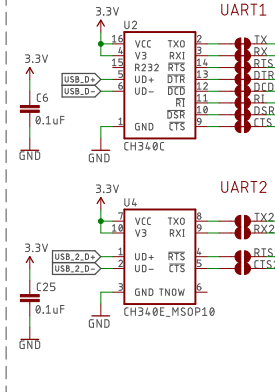 UART1
3.3V
U2
16 VCC TXO 2 TX
4 V3 RXI 3 RX
15 R232 RTS 14 RTS
3.3V
USB_D+ 5 UD+ DTR 13 DTR
USB_D- 6 UD- DCD 12 DCD
C6
RI 11 RI
0.1uF
DSR 10 DSR
1 GND CTS 9 CTS
CH340C
GND
GND
UART2
3.3V
U4
7 VCC TXO 8 TX2
10 V3 RXI 9 RX2
3.3V
USB_2_D+ 1 UD+ RTS 4 RTS
USB_2_D- 2 UD- CTS 5 CTS
C25
3 GND TNOW 6
0.1uF
CH340E_MSOP10
GND
GND